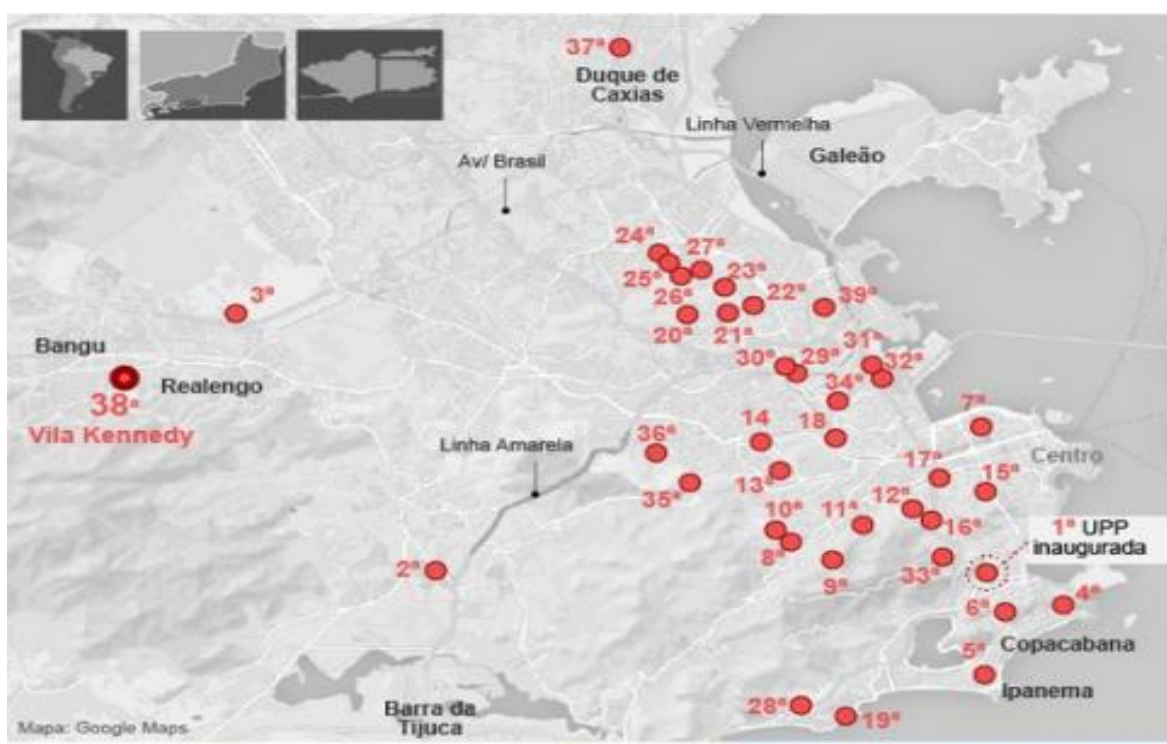 37ª
Duque de
Caxias
Linha Vermelha
Galeão
Av/ Brasil
24ª
27ª
25ª
23ª
26ª
22ª
39ª
3ª
20ª
21ª
Bangu
Realengo
38ª
Vila Kennedy
30ª
29ª
31ª
32ª
34ª
7ª
14
18
Centro
Linha Amarela
36ª
35ª
13ª
17ª
15ª
12ª
10ª
11ª
16ª
1ª UPP
inaugurada
8ª
9ª
33ª
2ª
6ª
4ª
Copacabana
5ª
Ipanema
28ª
19ª
Barra da
Tijuca
Mapa: Google Maps